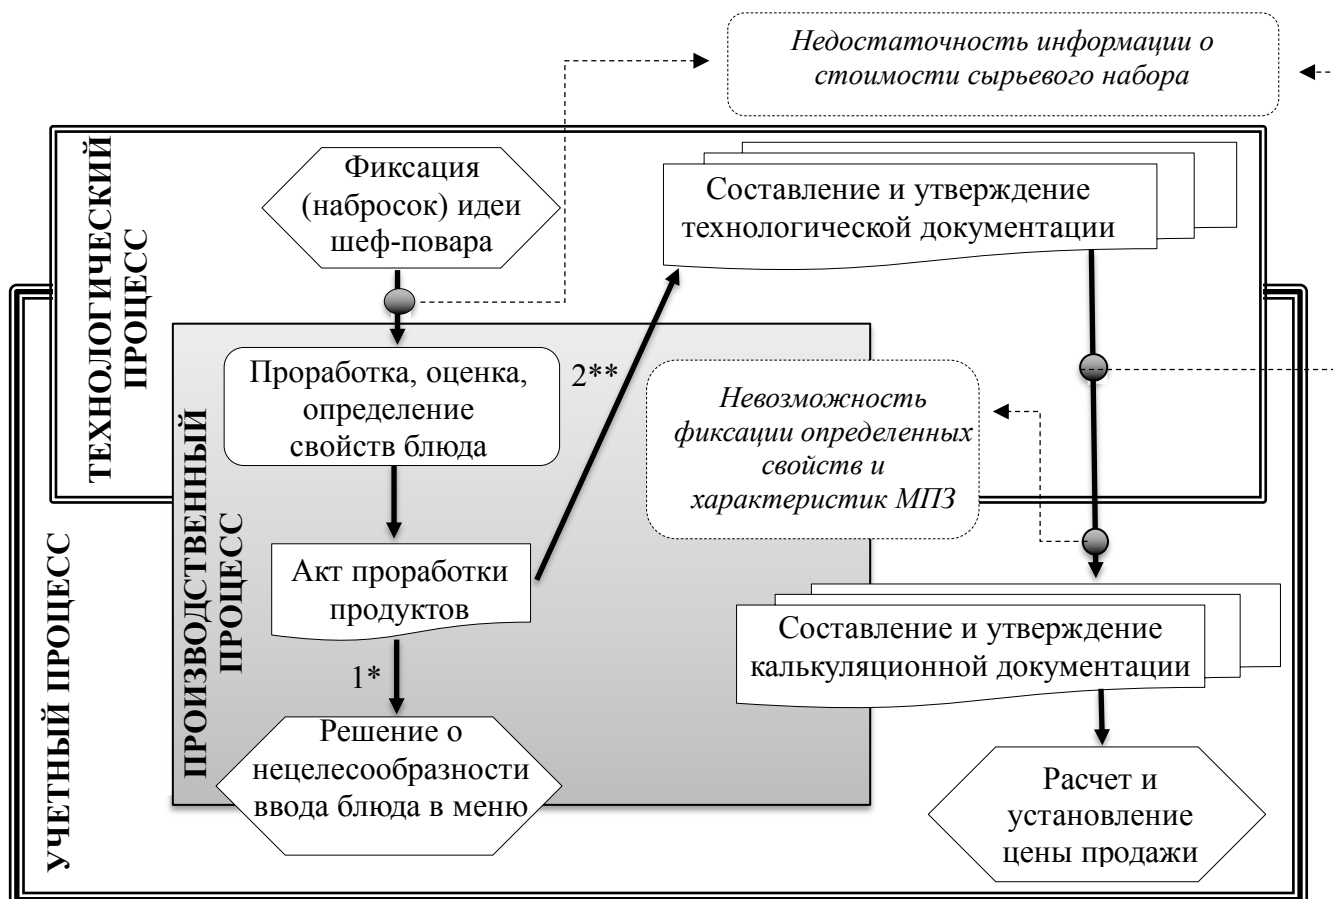 Недостаточность информации о
стоимости сырьевого набора
ТЕХНОЛОГИЧЕСКИЙ
ПРОЦЕСС
Фиксация
(набросок) идеи
шеф-повара
Составление и утверждение
технологической документации
Проработка, оценка,
определение
свойств блюда
2**
Невозможность
фиксации определенных
свойств и
характеристик МПЗ
ПРОИЗВОДСТВЕННЫЙ
ПРОЦЕСС
УЧЕТНЫЙ ПРОЦЕСС
Акт проработки
продуктов
1*
Составление и утверждение
калькуляционной документации
Решение о
нецелесообразности
ввода блюда в меню
Расчет и
установление
цены продажи